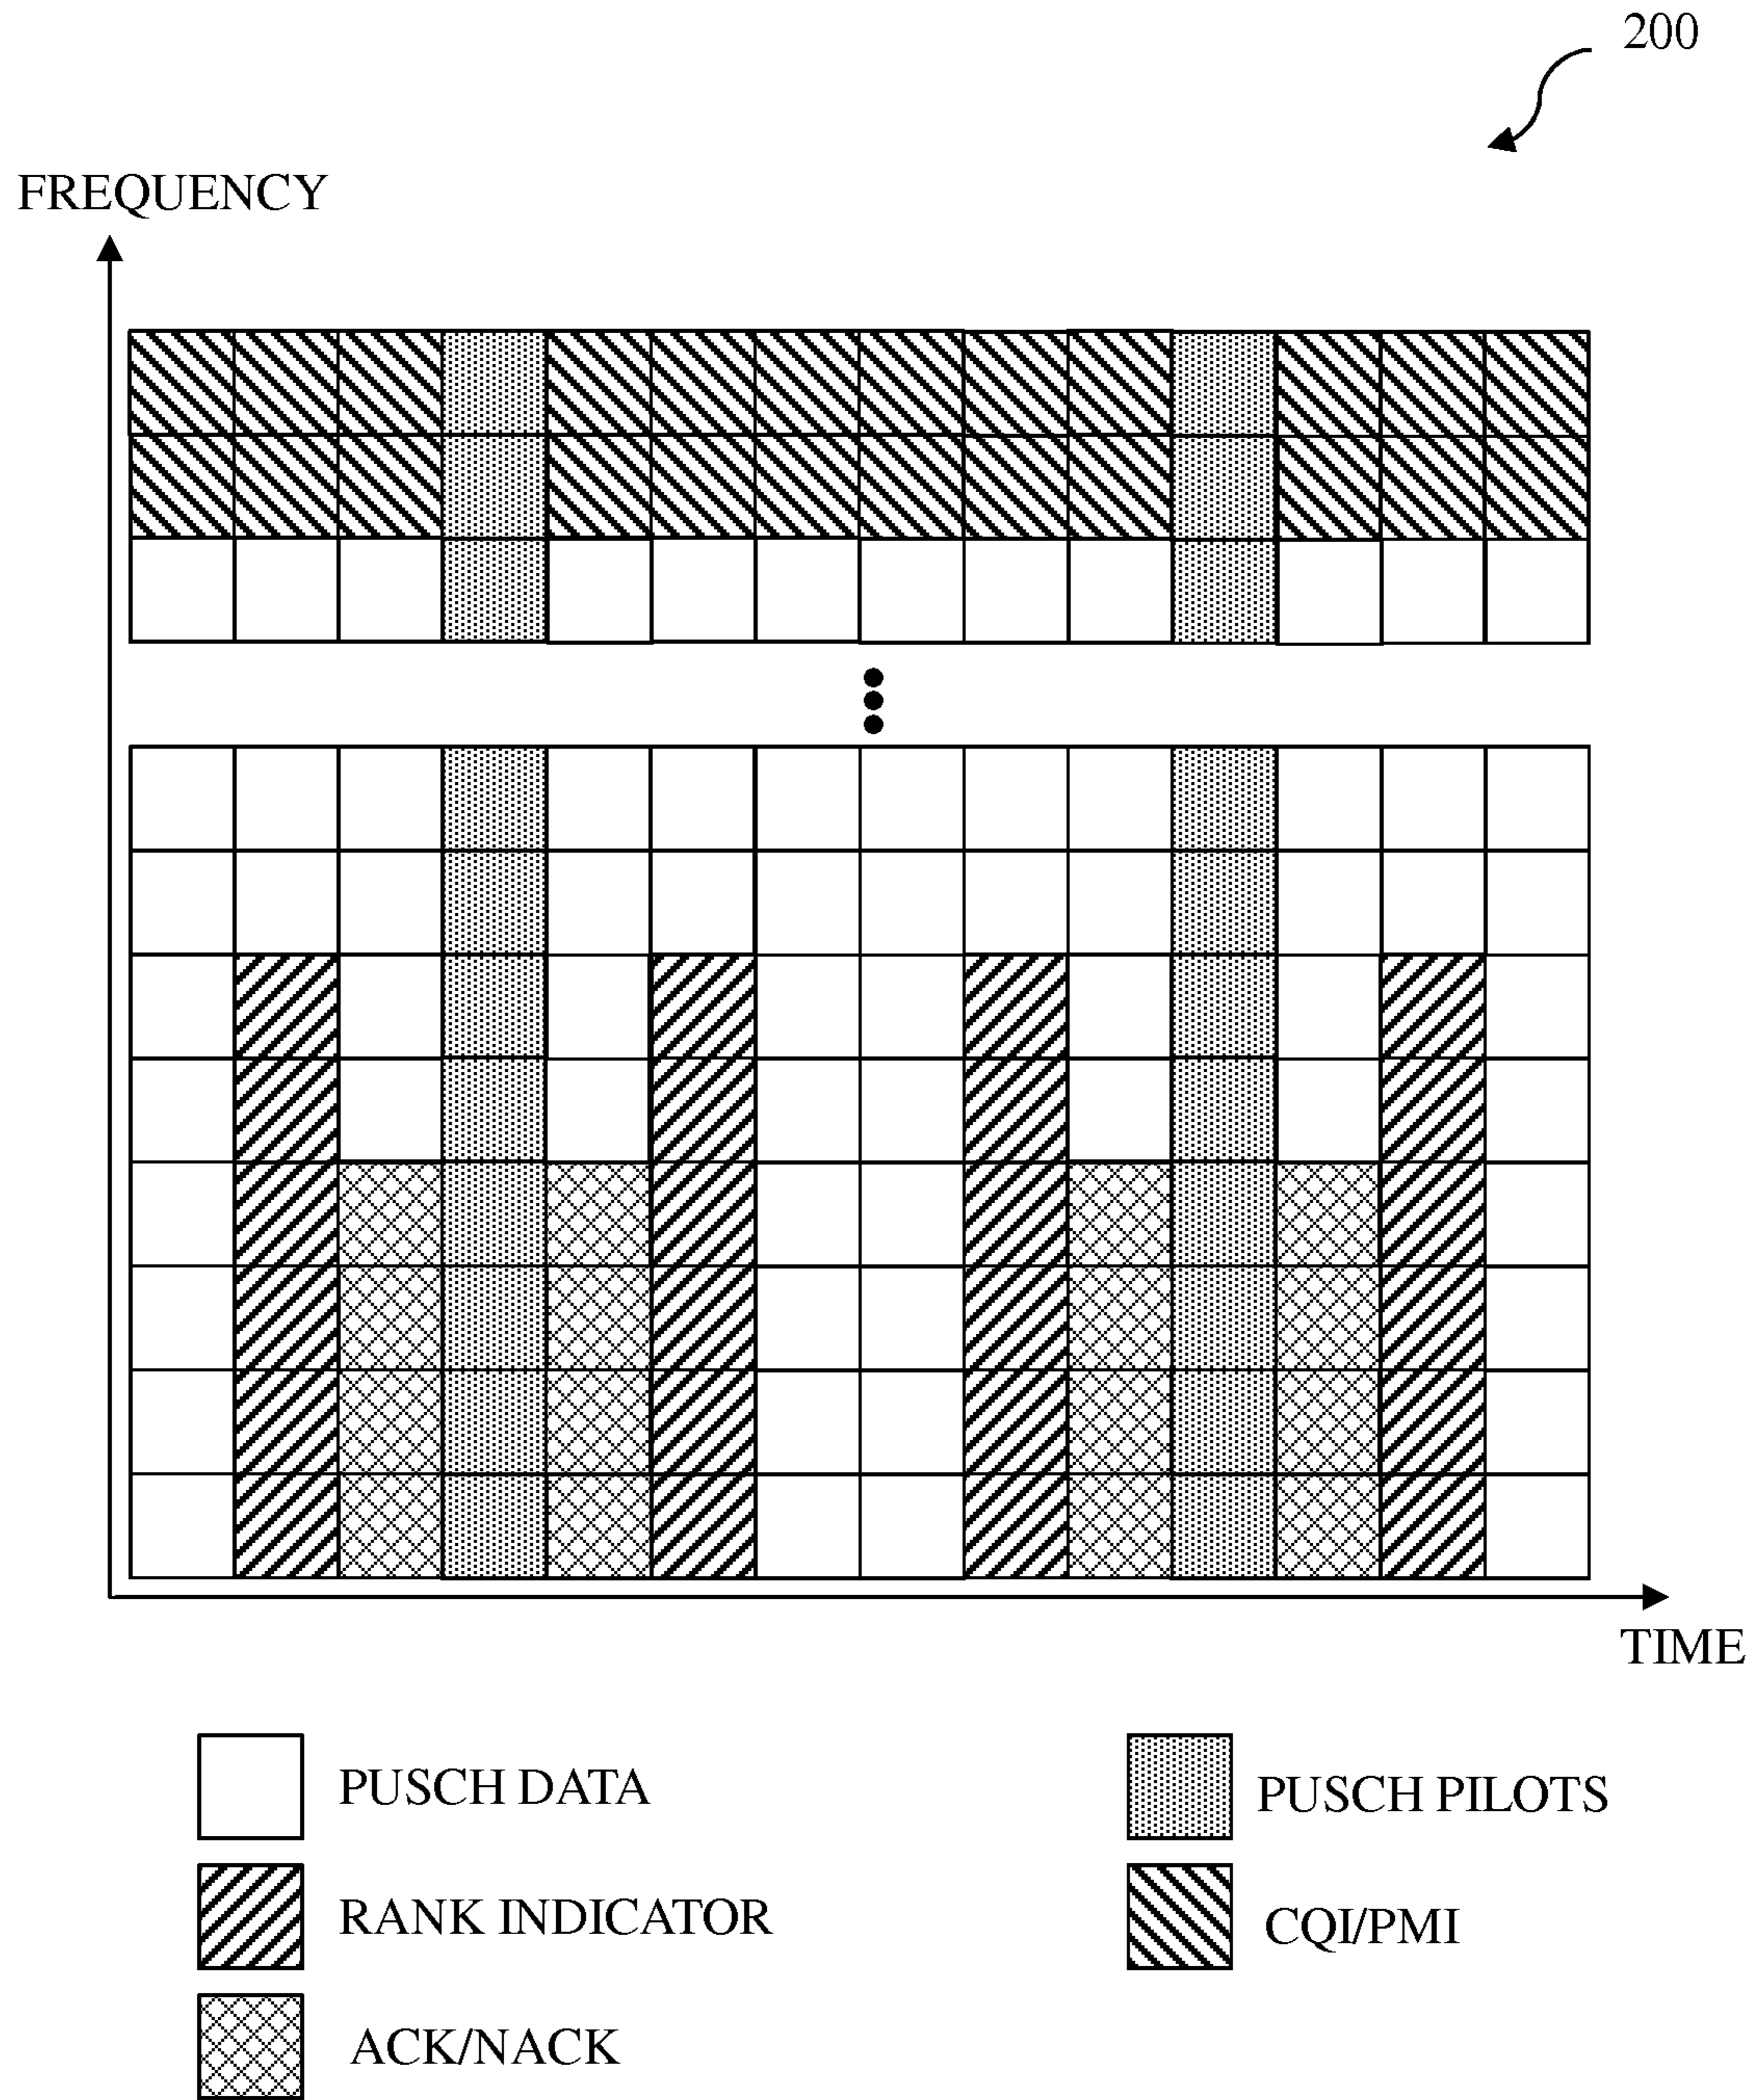 200
FREQUENCY
TIME
PUSCH DATA
PUSCH PILOTS
RANK INDICATOR
CQI/PMI
ACK/NACK